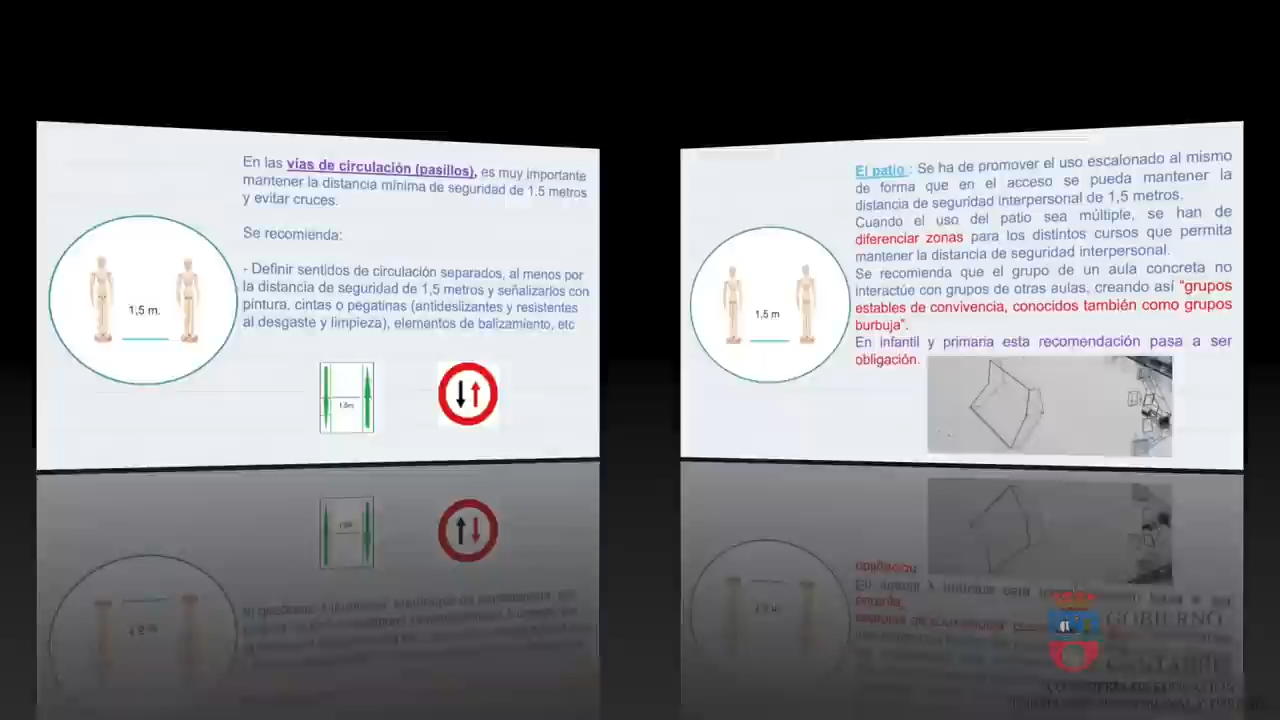 En las vías de circulación (pasillos), es muy importante
mantener la distancia mínima de seguridad de 1.5 metros
y evitar cruces.
Se recomienda:
- Definir sentidos de circulación separados, al menos por
la distancia de seguridad de 1,5 metros y señalizarlos con
pintura, cintas o pegatinas (antideslizantes y resistentes
al desgaste y limpieza), elementos de balizamiento, etc
1,5 m.
El patio : Se ha de promover el uso escalonado al mismo
de forma que en el acceso se pueda mantener la
distancia de seguridad interpersonal de 1,5 metros.
Cuando el uso del patio sea múltiple, se han de
diferenciar zonas para los distintos cursos que permita
mantener la distancia de seguridad interpersonal.
Se recomienda que el grupo de un aula concreta no
interactúe con grupos de otras aulas, creando así "grupos
estables de convivencia, conocidos también como grupos
burbuja".
En infantil y primaria esta recomendación pasa a ser
obligación.
1,5 m
GOBIERNO